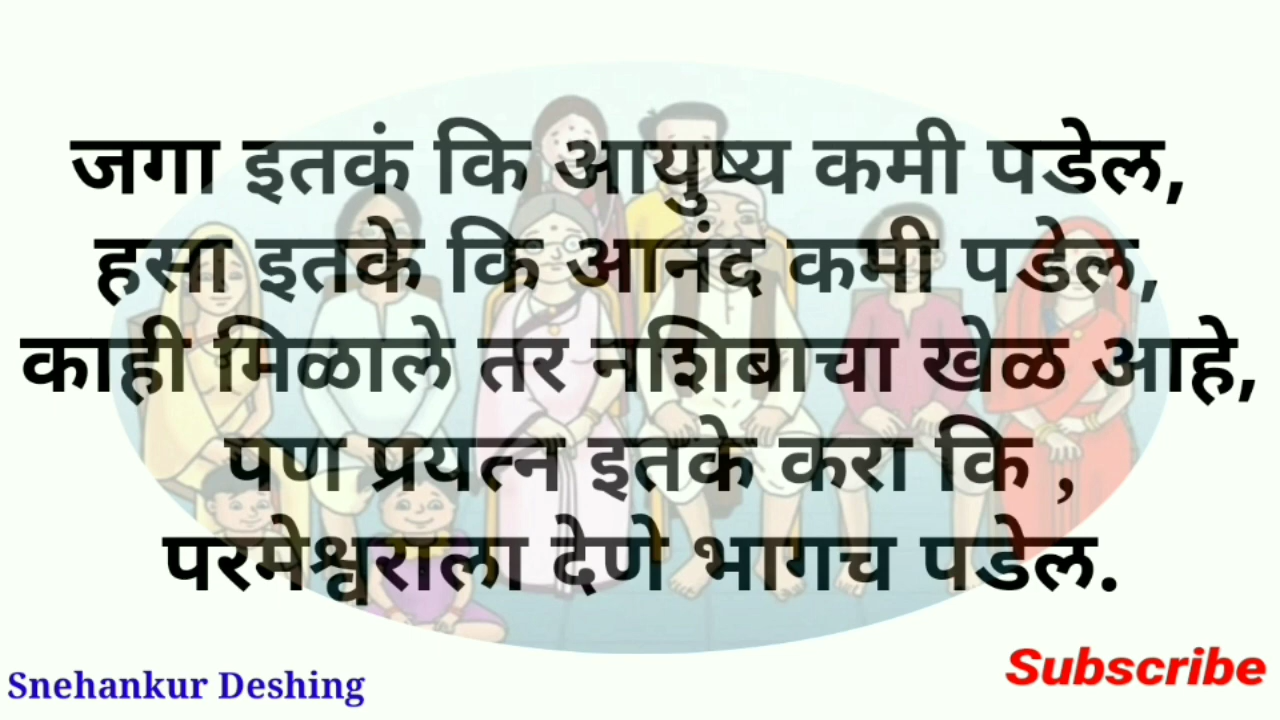 जगा इतकं कि आयुष्य कमी पडेल,
हसा इतके कि आनंद कमी पडेल,
काही मिळाले तर नशिबाचा खेळ आहे,
पण प्रयत्न इतके करा कि ,
परमेश्वराला देणे भागच पडेल.
Snehankur Deshing
Subscribe